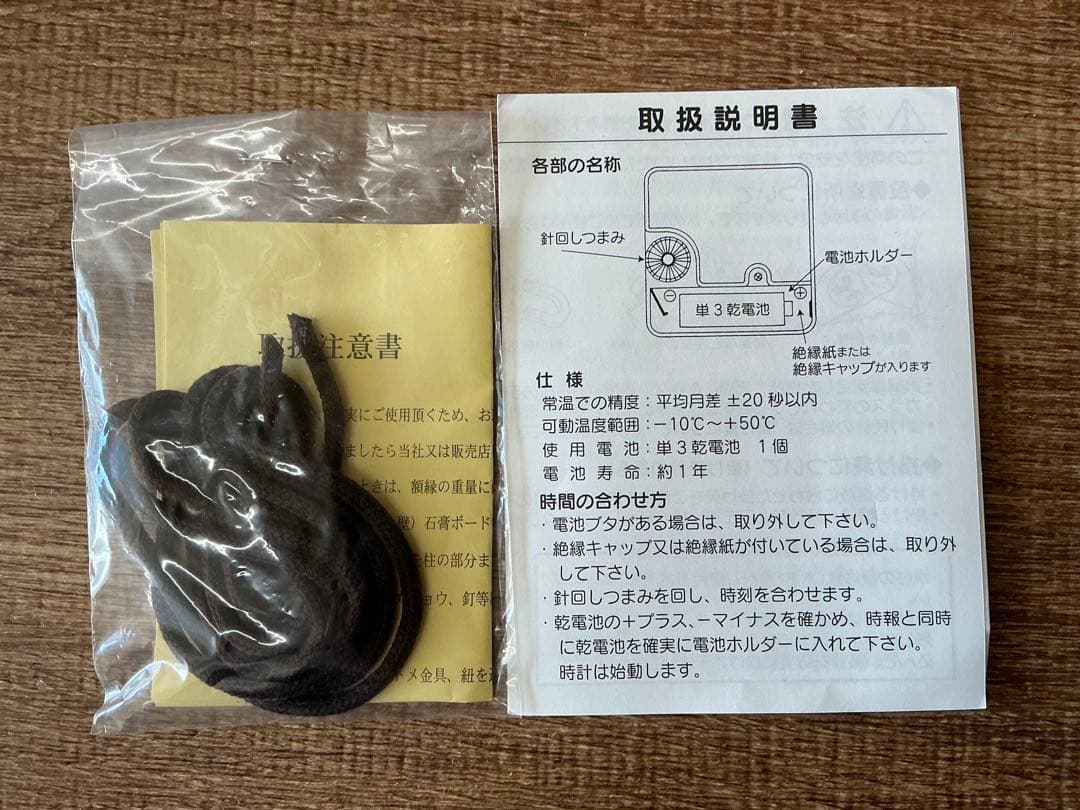 取扱注意書
実にご使用頂くため、お
ましたら当社又は販売店
ときは、額縁の重量に
壁）石膏ボード
柱の部分ま
ョウ、釘等
メ金具、紐を
取扱説明書
各部の名称
針回しつまみ
電池ホルダー
⊖
⊕
単3乾電池
絶縁紙または
絶縁キャップが入ります
仕様
常温での精度：平均月差 ±20秒以内
可動温度範囲：−10℃〜+50℃
使用電池：単3乾電池 1個
電池寿命：約1年
時間の合わせ方
・電池ブタがある場合は、取り外して下さい。
・絶縁キャップ又は絶縁紙が付いている場合は、取り外
して下さい。
・針回しつまみを回し、時刻を合わせます。
・乾電池の＋プラス、−マイナスを確かめ、時報と同時
に乾電池を確実に電池ホルダーに入れて下さい。
時計は始動します。